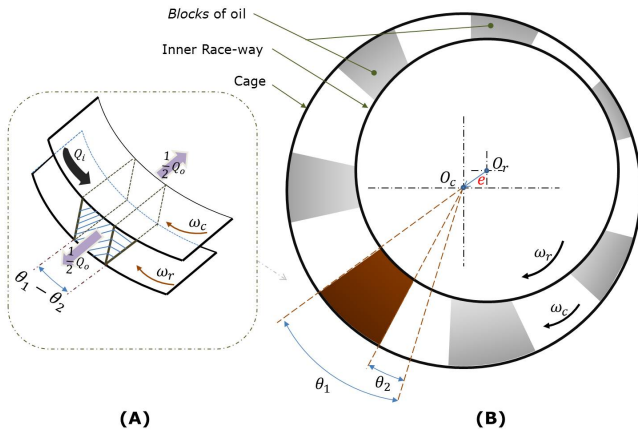 Blocks of oil
Inner Race-way
Cage
Q_i
1/2 Q_o
ω_c
1/2 Q_o
ω_r
θ_1 − θ_2
O_c
O_r
e
ω_r
ω_c
θ_1
θ_2
(A)
(B)